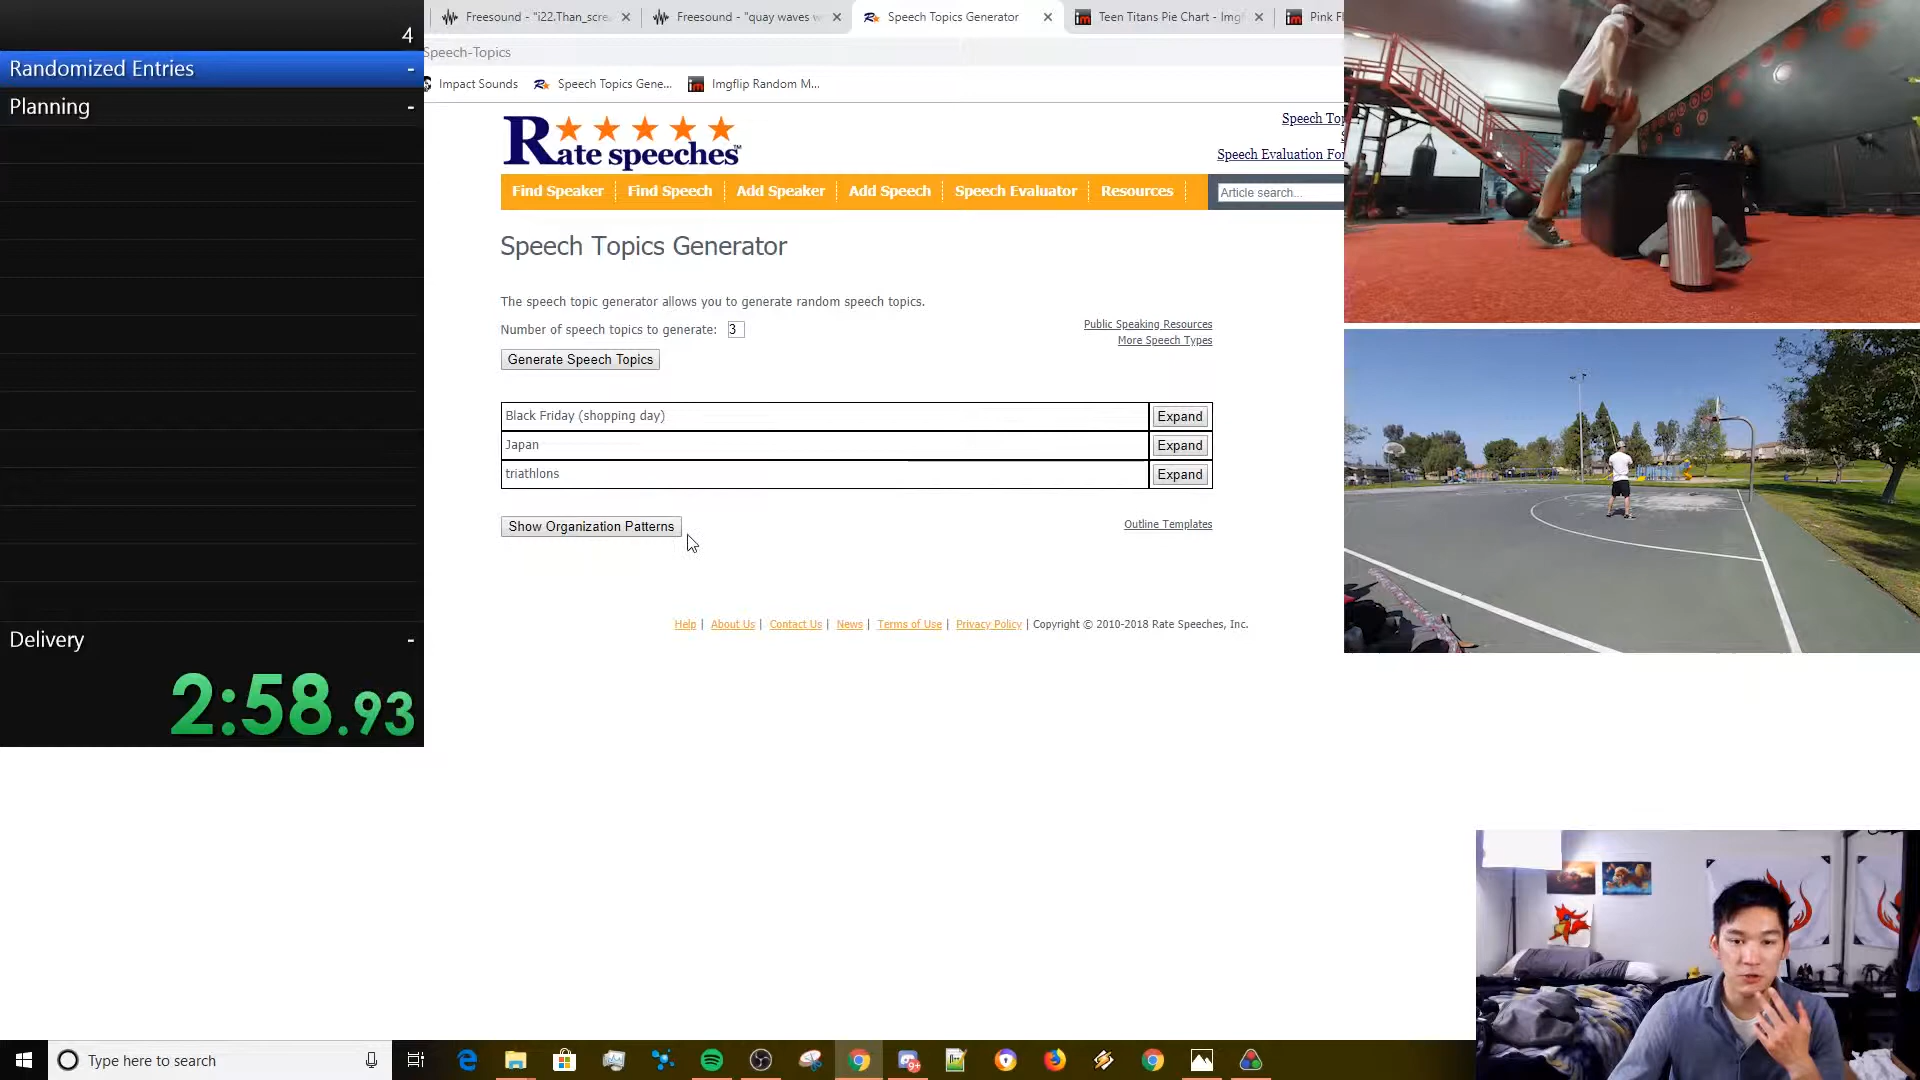 4
Randomized Entries -
Planning -
Delivery -
2:58.93
Freesound - "i22.Than_scre
Freesound - "quay waves w
Speech Topics Generator
Teen Titans Pie Chart - Imgf
Pink Fl
Speech-Topics
Impact Sounds
Speech Topics Gene...
Imgflip Random M...
Rate speeches™
Speech Top
Speech Evaluation For
Find Speaker
Find Speech
Add Speaker
Add Speech
Speech Evaluator
Resources
Article search...
Speech Topics Generator
The speech topic generator allows you to generate random speech topics.
Number of speech topics to generate: 3
Public Speaking Resources
More Speech Types
Generate Speech Topics
Black Friday (shopping day) Expand
Japan Expand
triathlons Expand
Show Organization Patterns
Outline Templates
Help | About Us | Contact Us | News | Terms of Use | Privacy Policy | Copyright © 2010-2018 Rate Speeches, Inc.
Type here to search
9+